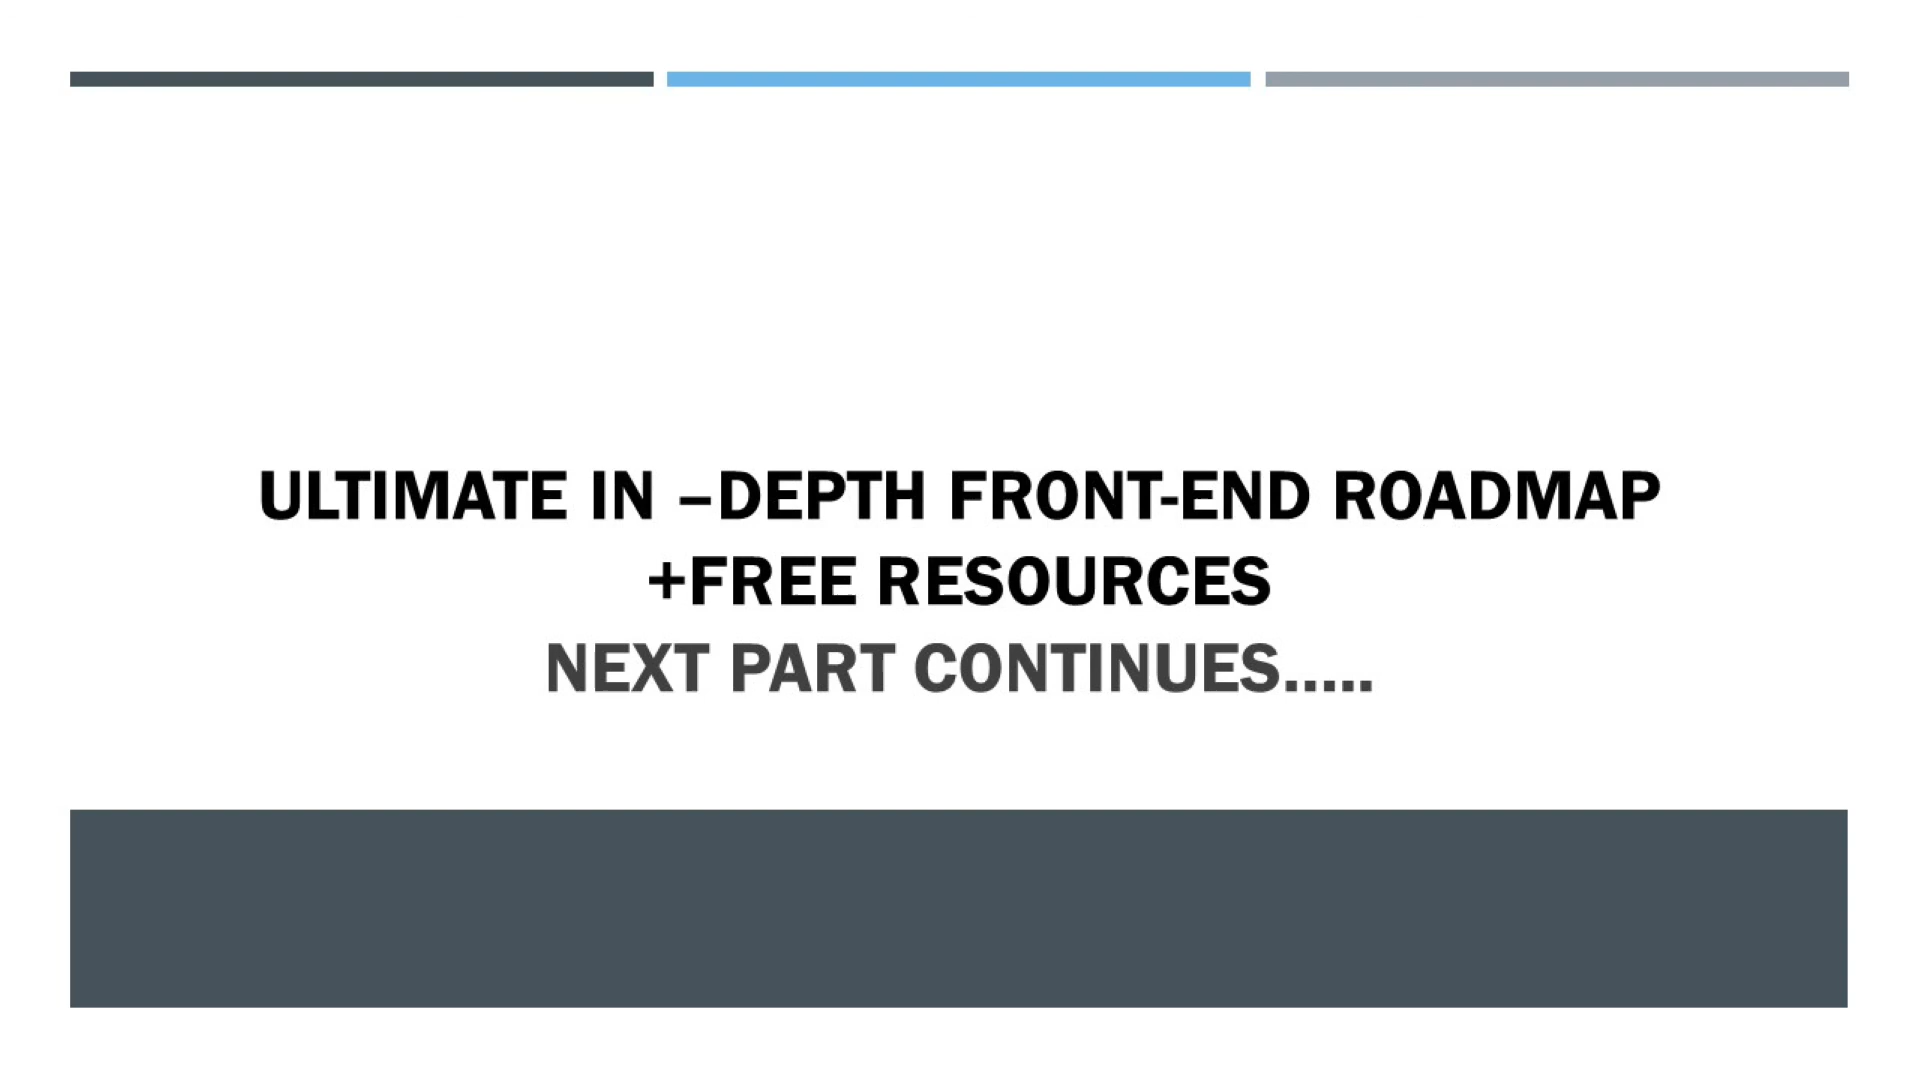 ULTIMATE IN –DEPTH FRONT-END ROADMAP
+FREE RESOURCES
NEXT PART CONTINUES.....